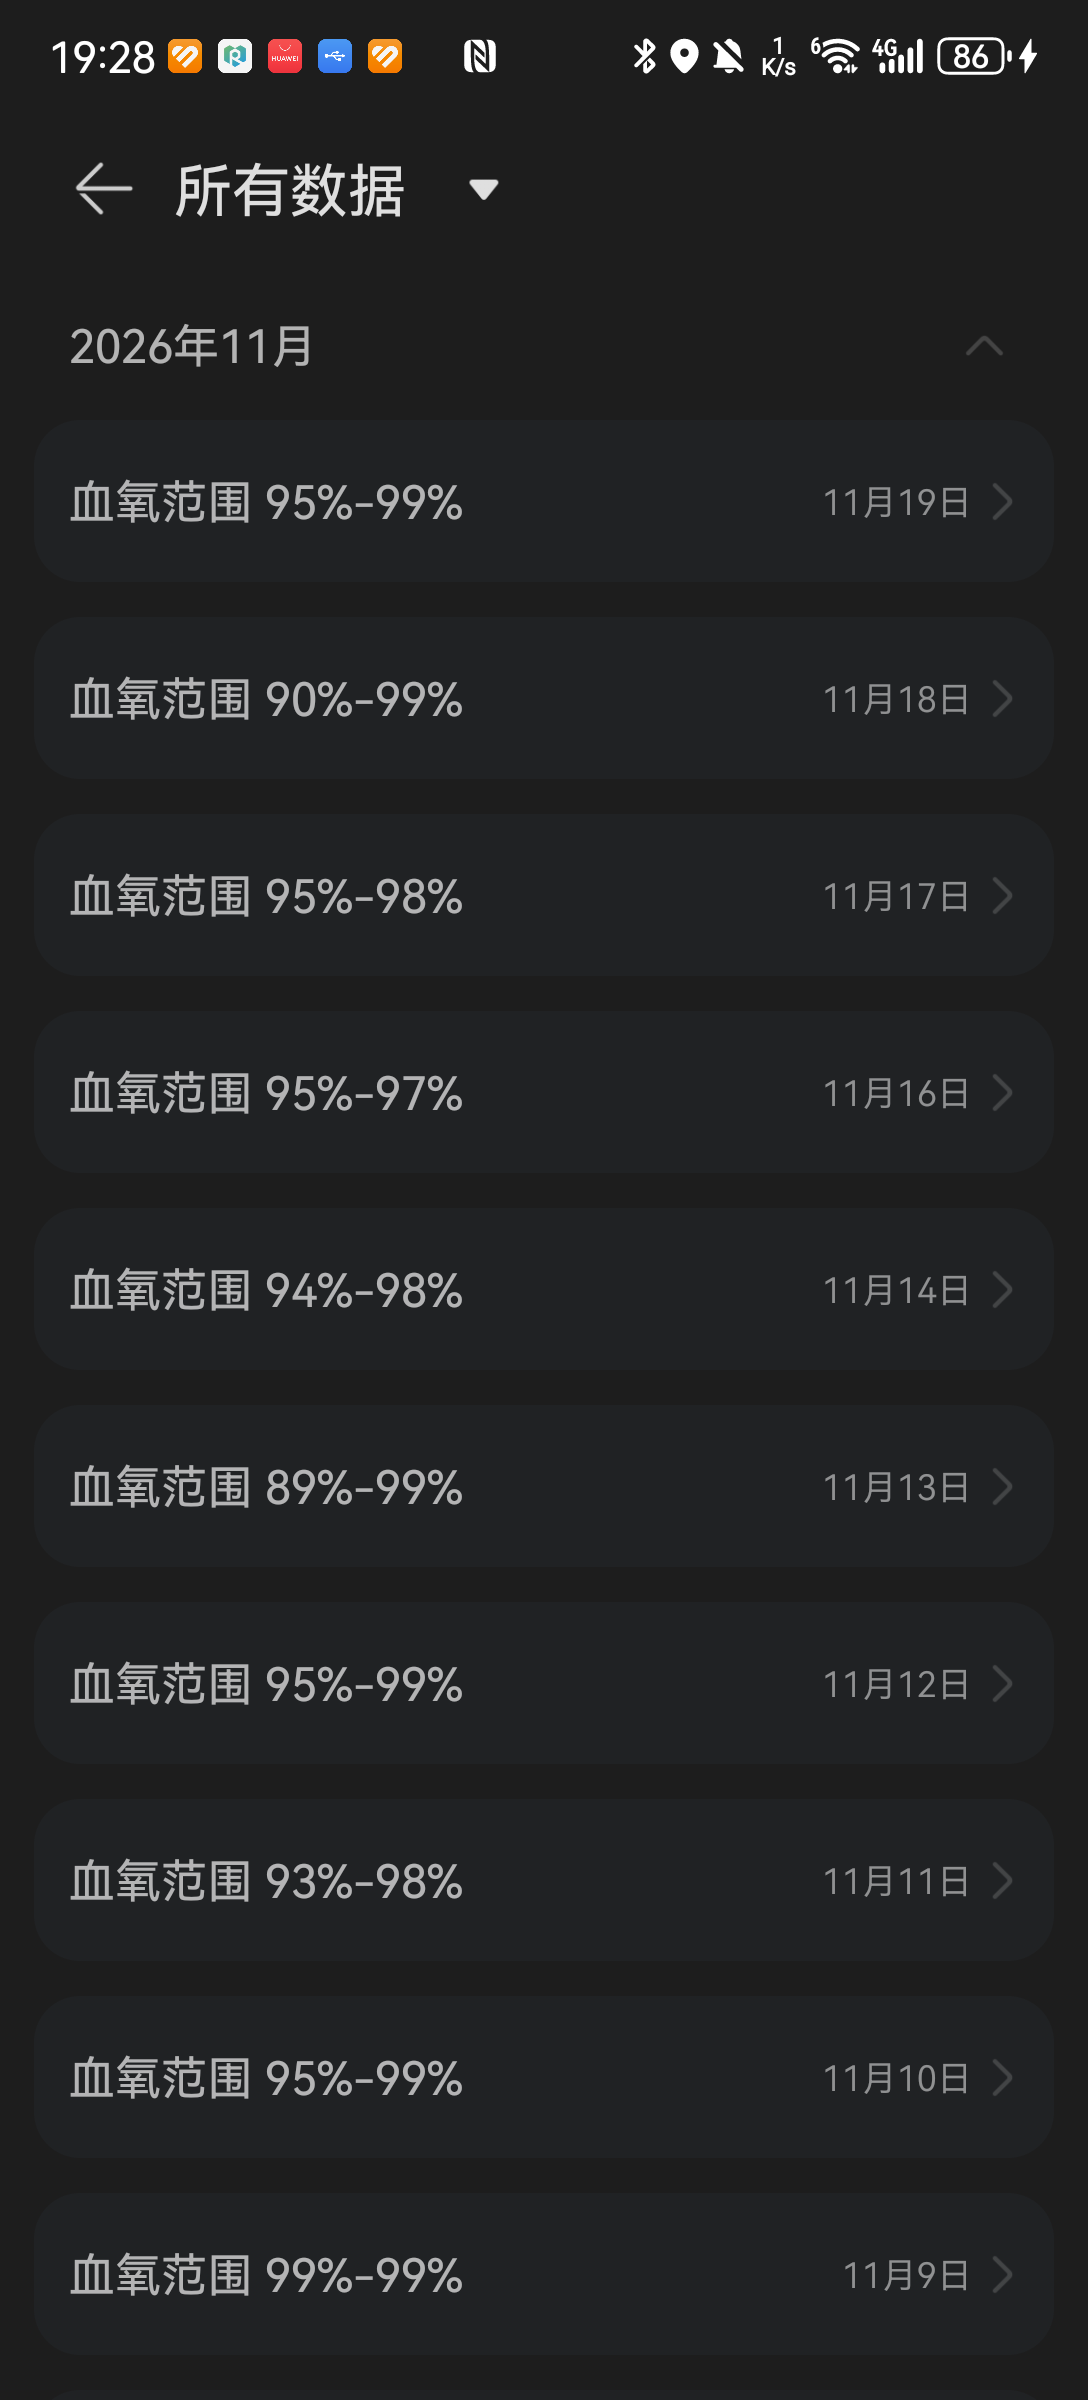 19:28 HUAWEI 1 K/s 6 4G 86
所有数据
2026年11月
血氧范围 95%-99% 11月19日
血氧范围 90%-99% 11月18日
血氧范围 95%-98% 11月17日
血氧范围 95%-97% 11月16日
血氧范围 94%-98% 11月14日
血氧范围 89%-99% 11月13日
血氧范围 95%-99% 11月12日
血氧范围 93%-98% 11月11日
血氧范围 95%-99% 11月10日
血氧范围 99%-99% 11月9日